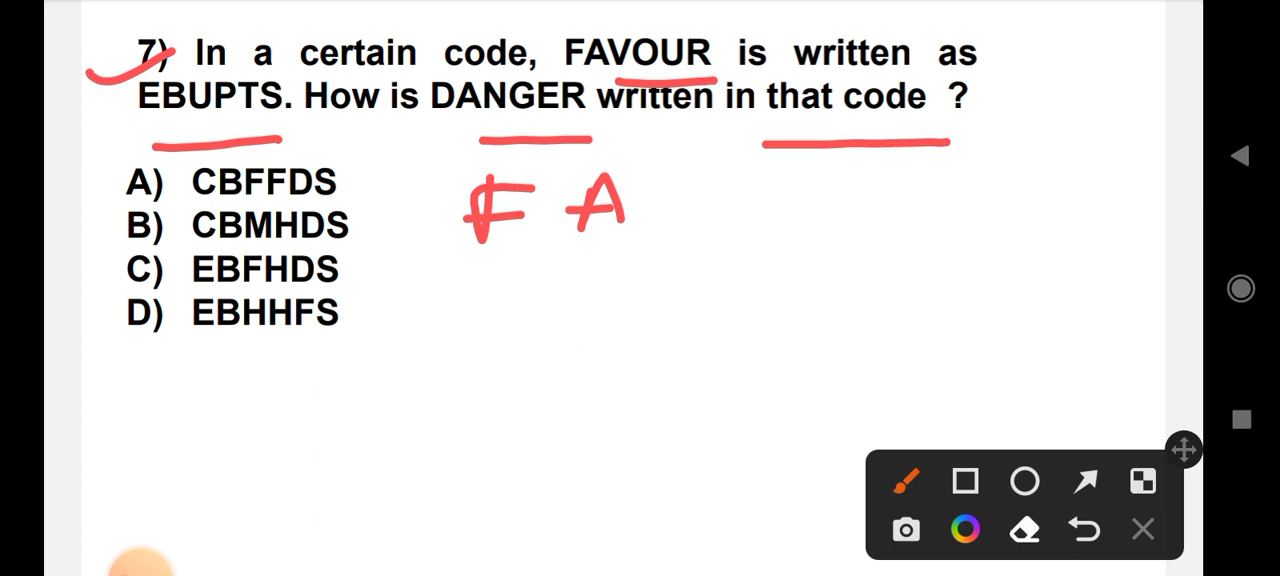 7) In a certain code, FAVOUR is written as
EBUPTS. How is DANGER written in that code ?
A) CBFFDS
B) CBMHDS
C) EBFHDS
D) EBHHFS
F A